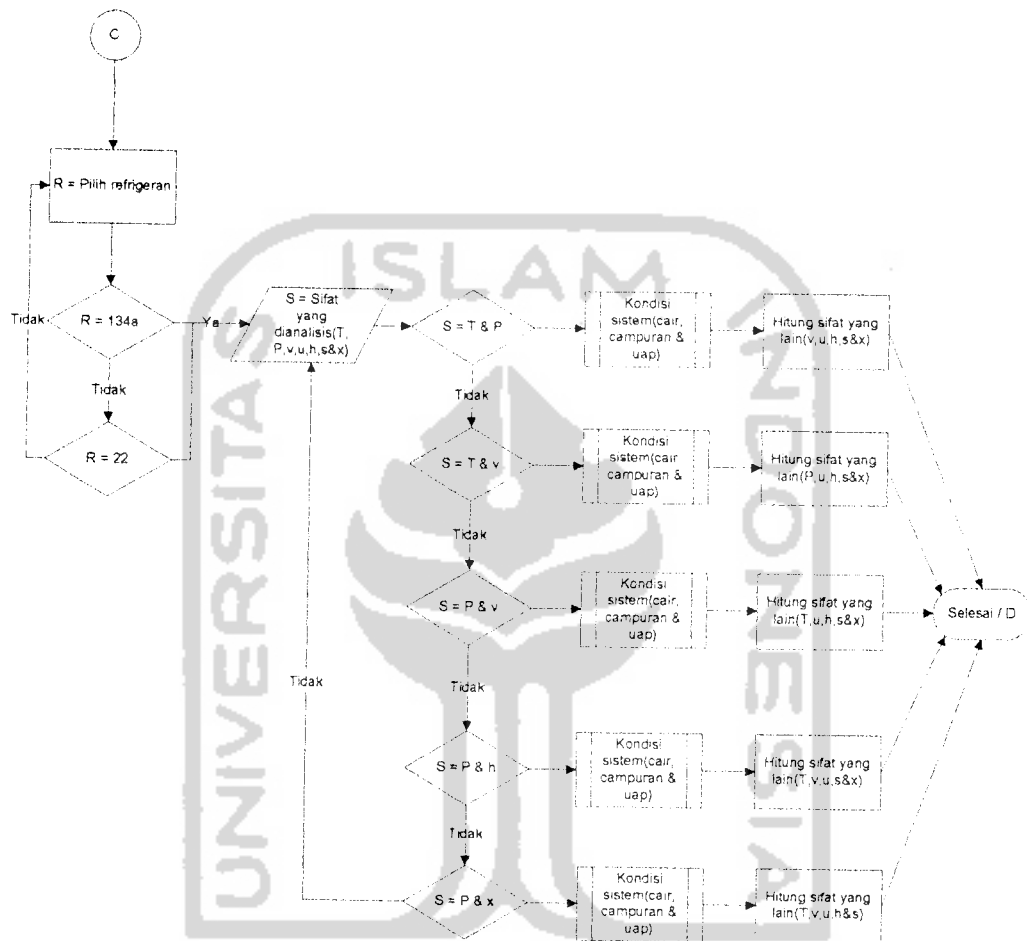 C
R = Pilih refrigeran
R = 134a
Tidak
Ya
Tidak
R = 22
S = Sifat
yang
dianalisis(T,
P,v,u,h,s&x)
S = T & P
Kondisi
sistem(cair,
campuran &
uap)
Hitung sifat yang
lain(v,u,h,s&x)
Tidak
S = T & v
Kondisi
sistem(cair
campuran &
uap)
Hitung sifat yang
lain(P,u,h,s&x)
Tidak
S = P & v
Kondisi
sistem(cair,
campuran &
uap)
Hitung sifat yang
lain(T,u,h,s&x)
Selesai / D
Tidak
Tidak
S = P & h
Kondisi
sistem(cair,
campuran &
uap)
Hitung sifat yang
lain(T,v,u,s&x)
Tidak
S = P & x
Kondisi
sistem(cair,
campuran &
uap)
Hitung sifat yang
lain(T,v,u,h&s)
UNIVERSITAS
ISLAM
INDONESIA